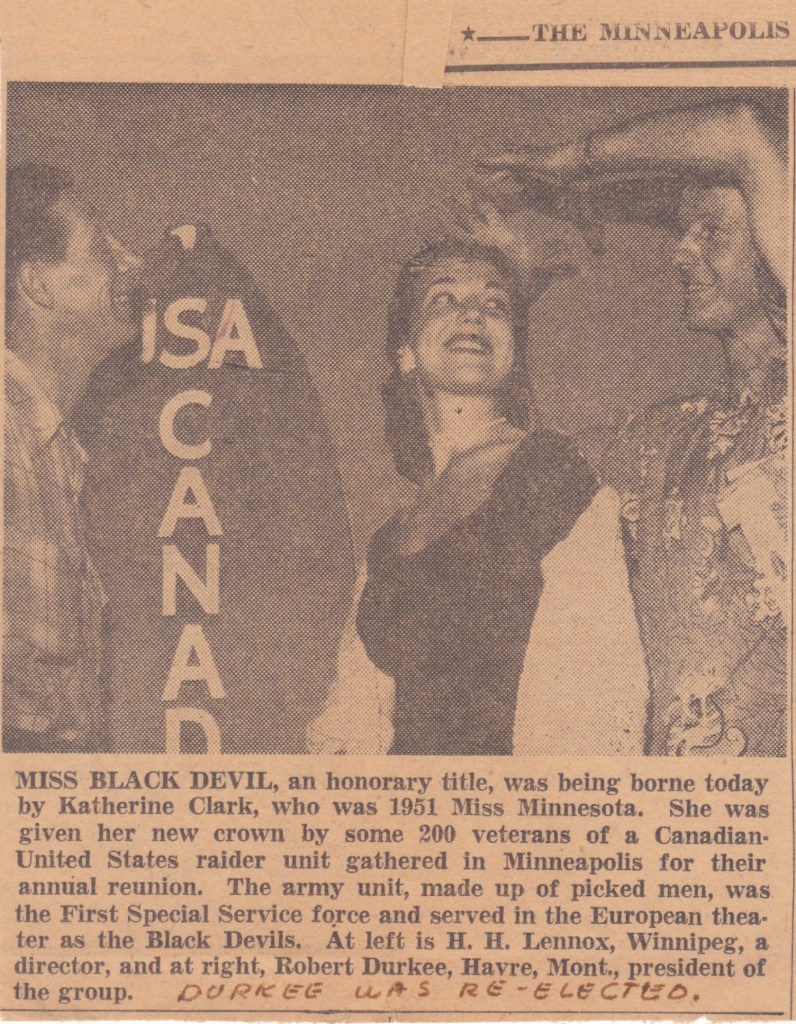 ★—THE MINNEAPOLIS
USA
C
A
N
A
D
MISS BLACK DEVIL, an honorary title, was being borne today
by Katherine Clark, who was 1951 Miss Minnesota. She was
given her new crown by some 200 veterans of a Canadian-
United States raider unit gathered in Minneapolis for their
annual reunion. The army unit, made up of picked men, was
the First Special Service force and served in the European thea-
ter as the Black Devils. At left is H. H. Lennox, Winnipeg, a
director, and at right, Robert Durkee, Havre, Mont., president of
the group. DURKEE WAS RE-ELECTED.